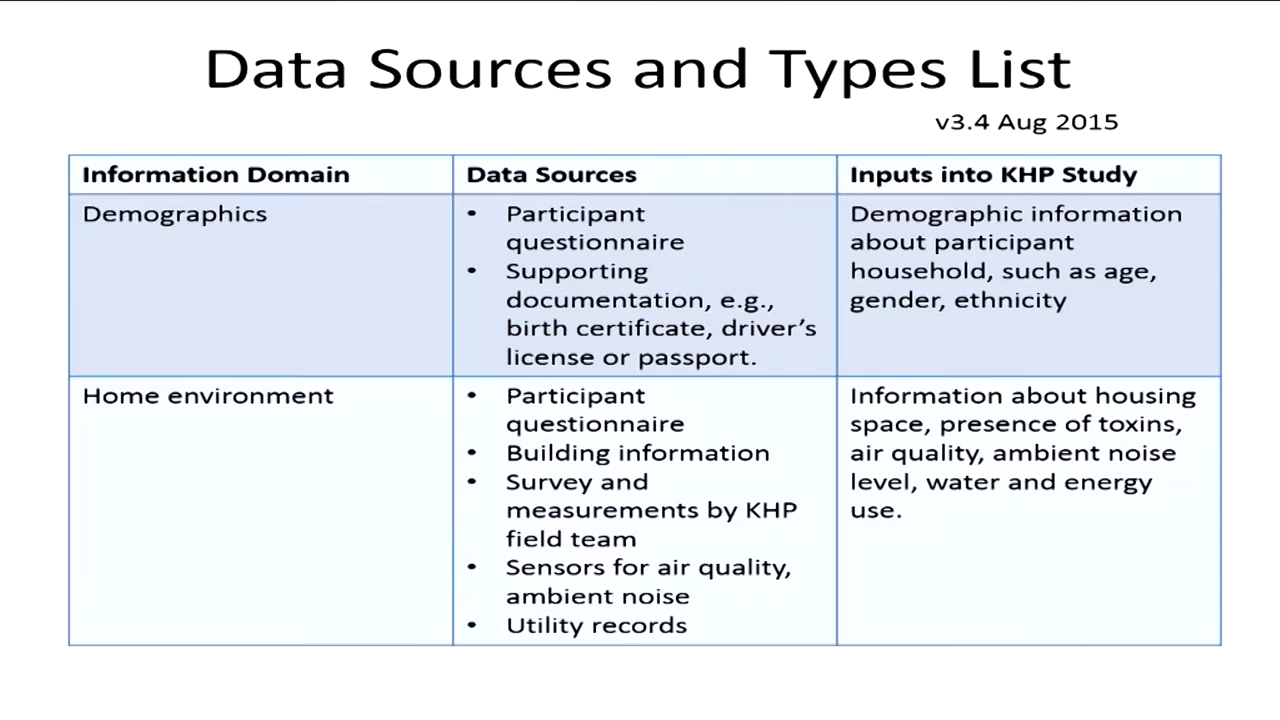 Data Sources and Types List
v3.4 Aug 2015
Information Domain
Data Sources
Inputs into KHP Study
Demographics
• Participant
questionnaire
• Supporting
documentation, e.g.,
birth certificate, driver’s
license or passport.
Demographic information
about participant
household, such as age,
gender, ethnicity
Home environment
• Participant
questionnaire
• Building information
• Survey and
measurements by KHP
field team
• Sensors for air quality,
ambient noise
• Utility records
Information about housing
space, presence of toxins,
air quality, ambient noise
level, water and energy
use.